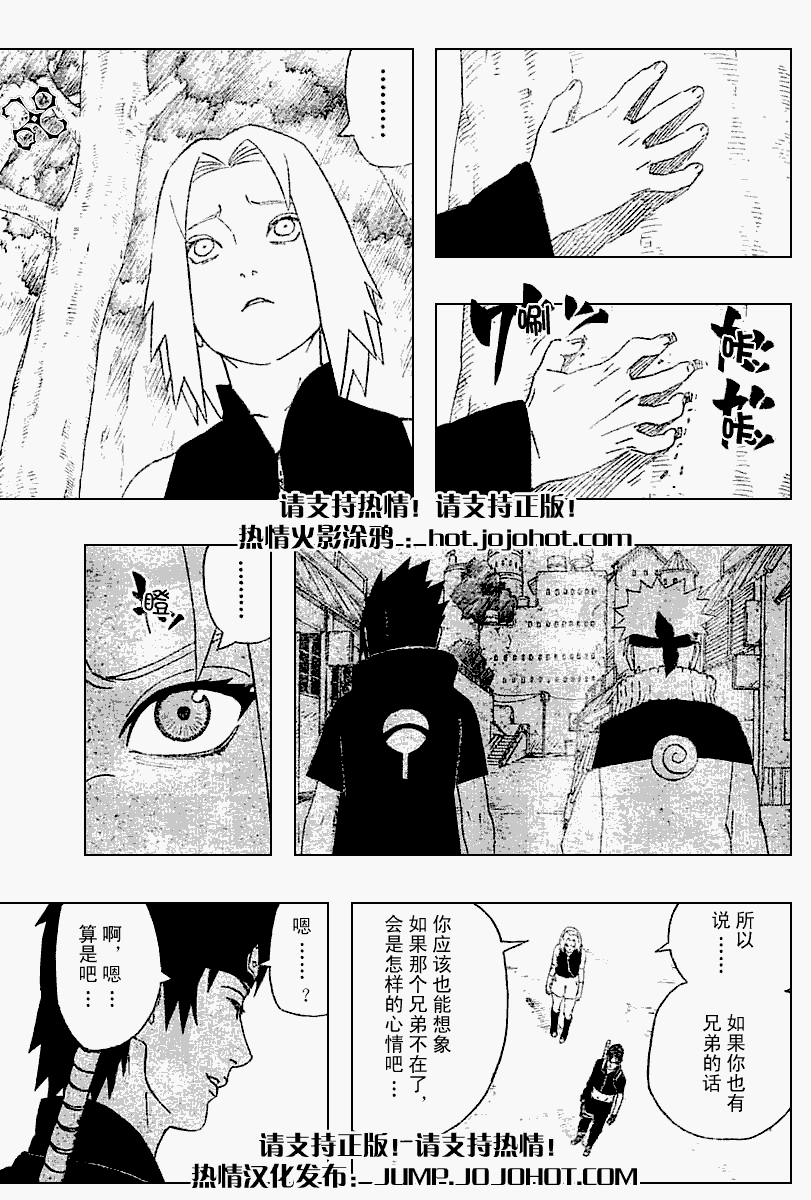 唰
咔
咔
………
请支持热情！请支持正版！
热情火影涂鸦：hot.jojohot.com
………
瞪
所以
说……
如果你也有
兄弟的话
你应该也能想象
如果那个兄弟不在了，
会是怎样的心情吧…
嗯……？
啊，嗯…
算是吧…
请支持正版！请支持热情！
热情汉化发布：JUMP.JOJOHOT.COM